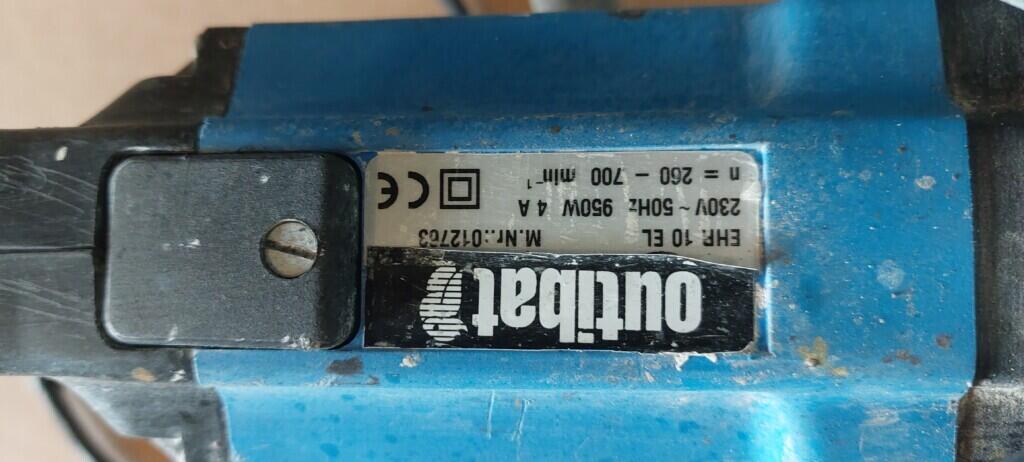 outibat
EHR 10 EL M.Nr.:012763
230V ~ 50Hz 950W 4 A
n = 260 – 700 min⁻¹
CE